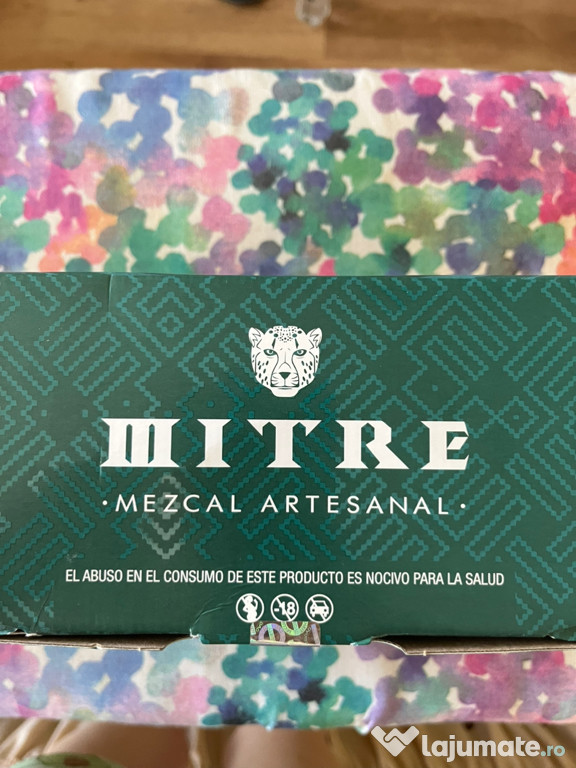 MITRE
· MEZCAL ARTESANAL ·
EL ABUSO EN EL CONSUMO DE ESTE PRODUCTO ES NOCIVO PARA LA SALUD
-18
lajumate.ro